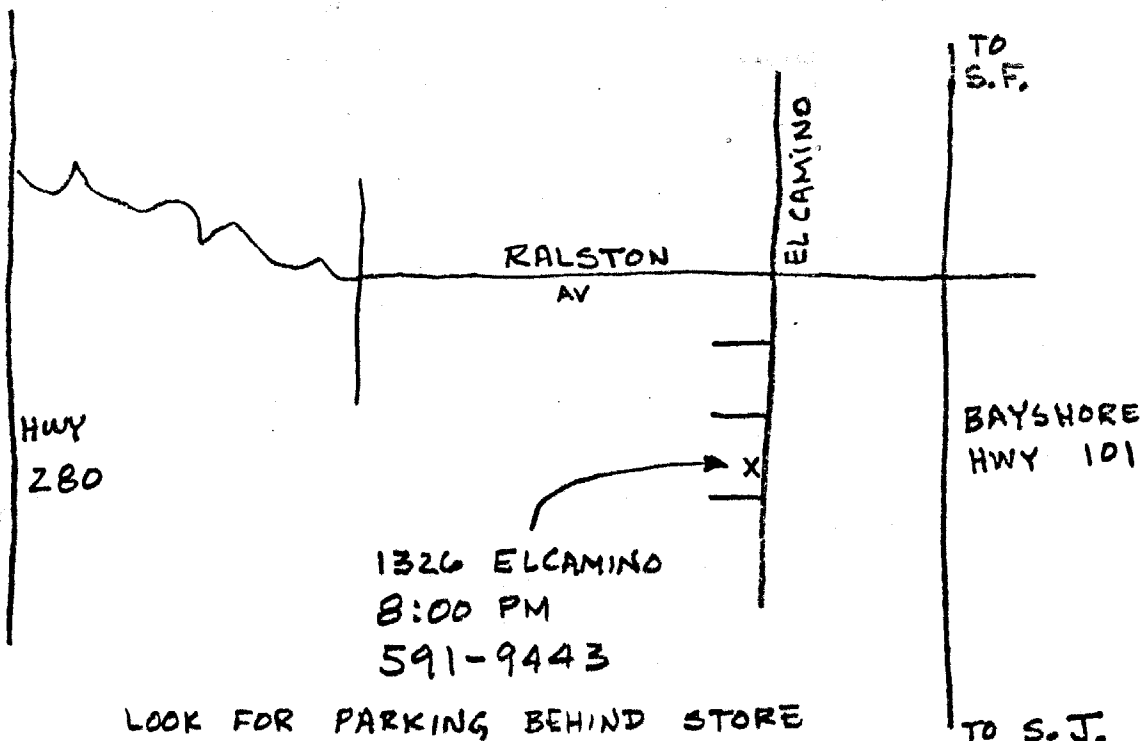 TO
S.F.
EL CAMINO
RALSTON
AV
HWY
280
BAYSHORE
HWY 101
1326 ELCAMINO
8:00 PM
591-9443
LOOK FOR PARKING BEHIND STORE
TO S.J.